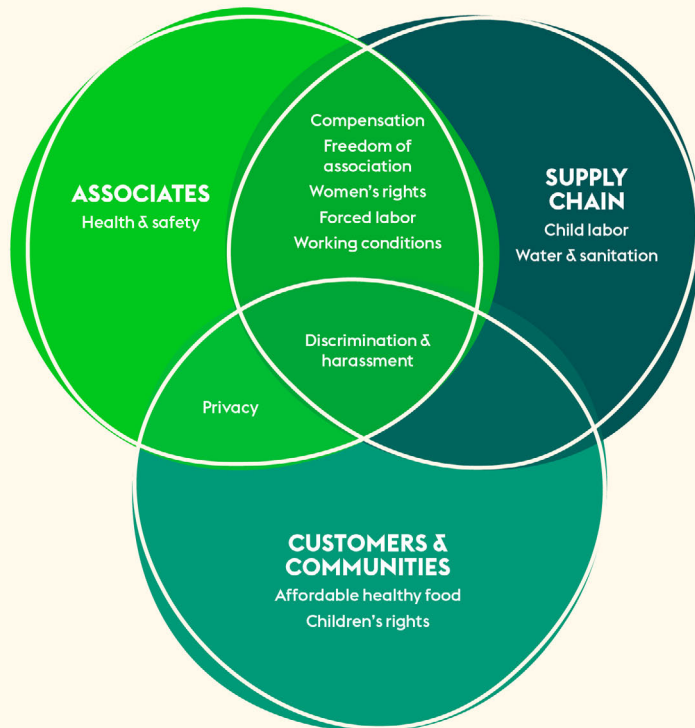 ASSOCIATES
Health & safety
Compensation
Freedom of
association
Women's rights
Forced labor
Working conditions
SUPPLY
CHAIN
Child labor
Water & sanitation
Discrimination &
harassment
Privacy
CUSTOMERS &
COMMUNITIES
Affordable healthy food
Children's rights